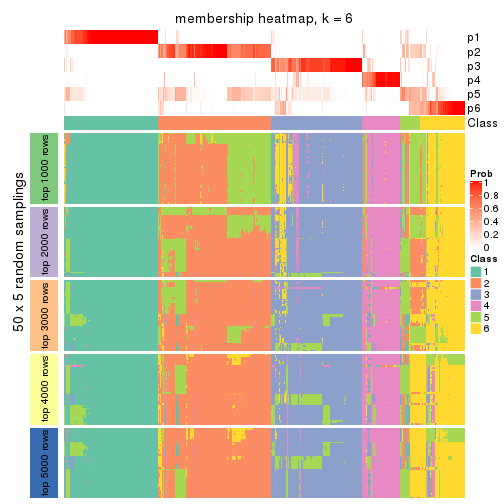 membership heatmap, k = 6
p1
p2
p3
p4
p5
p6
Class
50 x 5 random samplings
top 1000 rows
top 2000 rows
top 3000 rows
top 4000 rows
top 5000 rows
Prob
1
0.8
0.6
0.4
0.2
0
Class
1
2
3
4
5
6